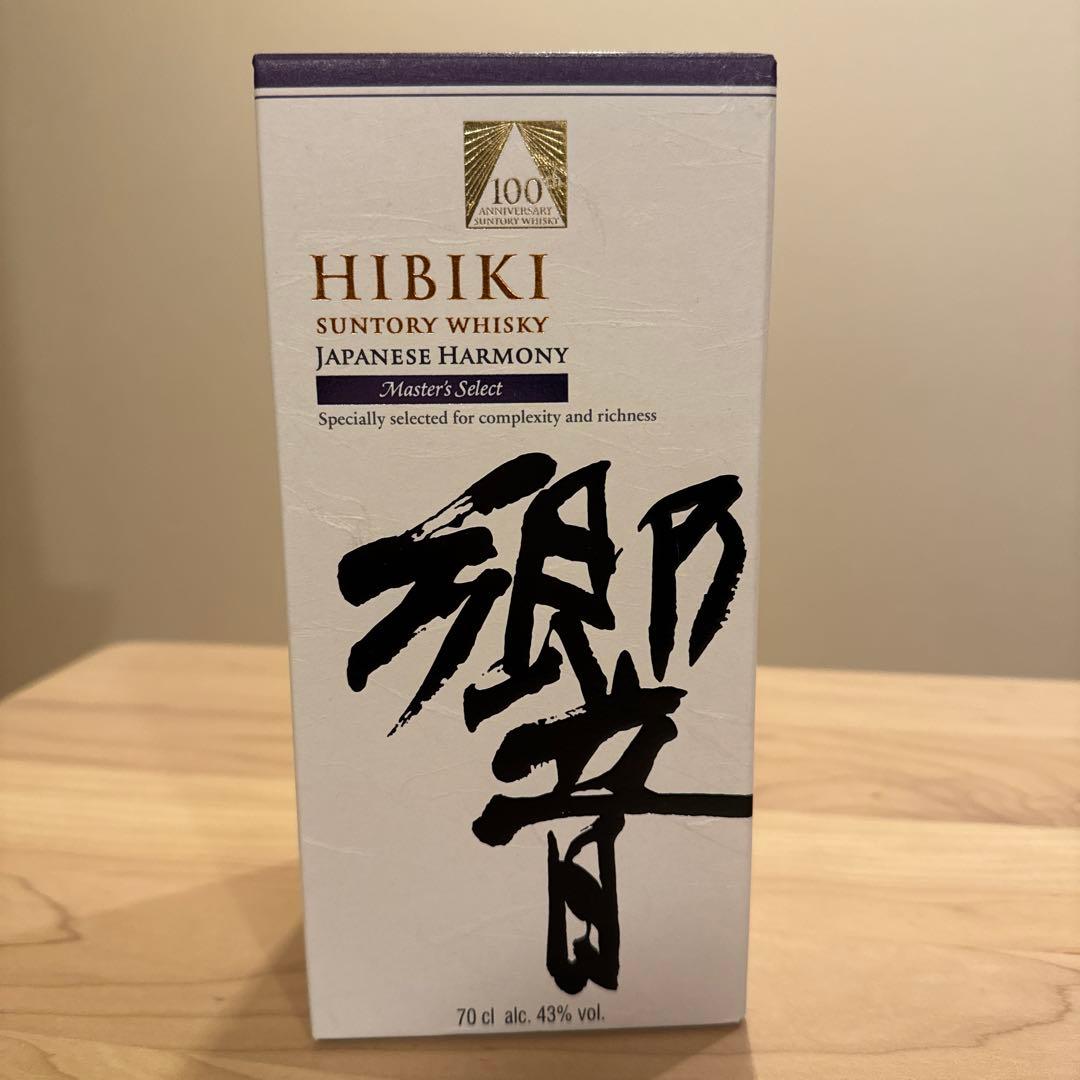 100th
ANNIVERSARY
SUNTORY WHISKY
HIBIKI
SUNTORY WHISKY
JAPANESE HARMONY
Master's Select
Specially selected for complexity and richness
響
70 cl alc. 43% vol.